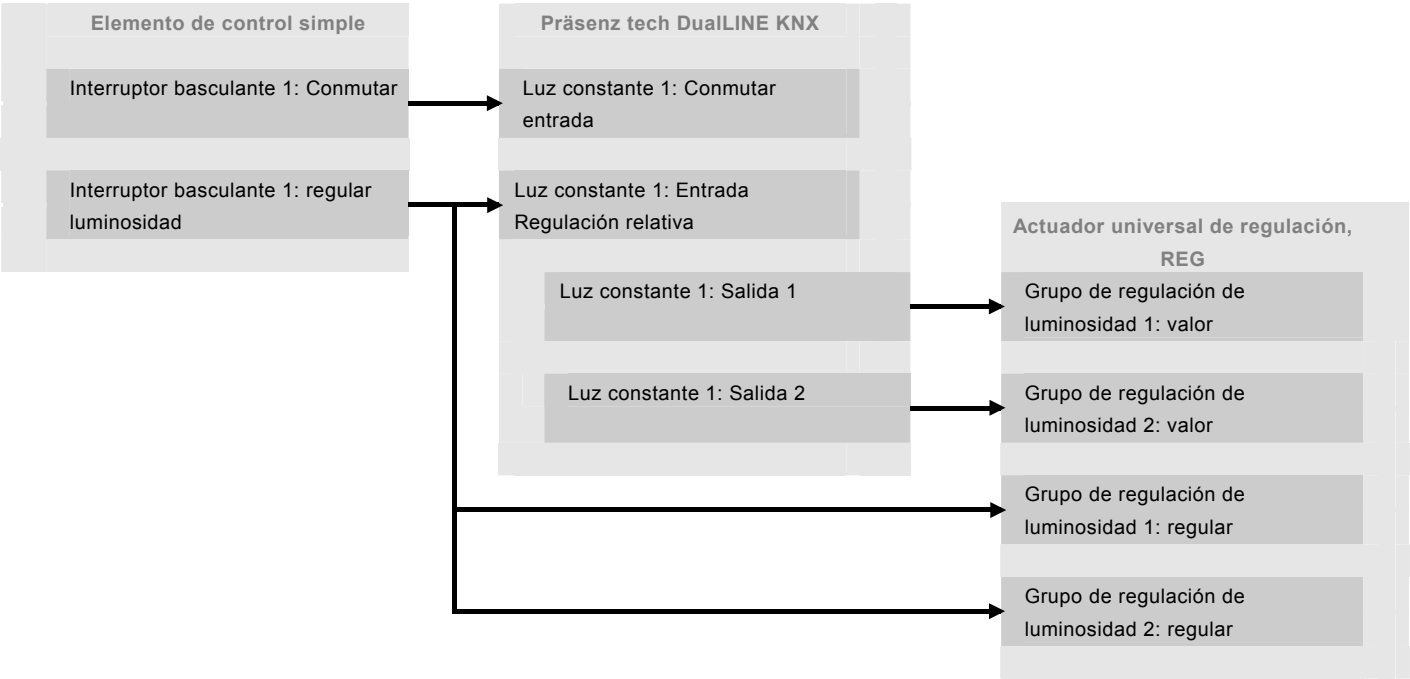 Elemento de control simple
Interruptor basculante 1: Conmutar
Interruptor basculante 1: regular
luminosidad
Präsenz tech DualLINE KNX
Luz constante 1: Conmutar
entrada
Luz constante 1: Entrada
Regulación relativa
Luz constante 1: Salida 1
Luz constante 1: Salida 2
Actuador universal de regulación,
REG
Grupo de regulación de
luminosidad 1: valor
Grupo de regulación de
luminosidad 2: valor
Grupo de regulación de
luminosidad 1: regular
Grupo de regulación de
luminosidad 2: regular